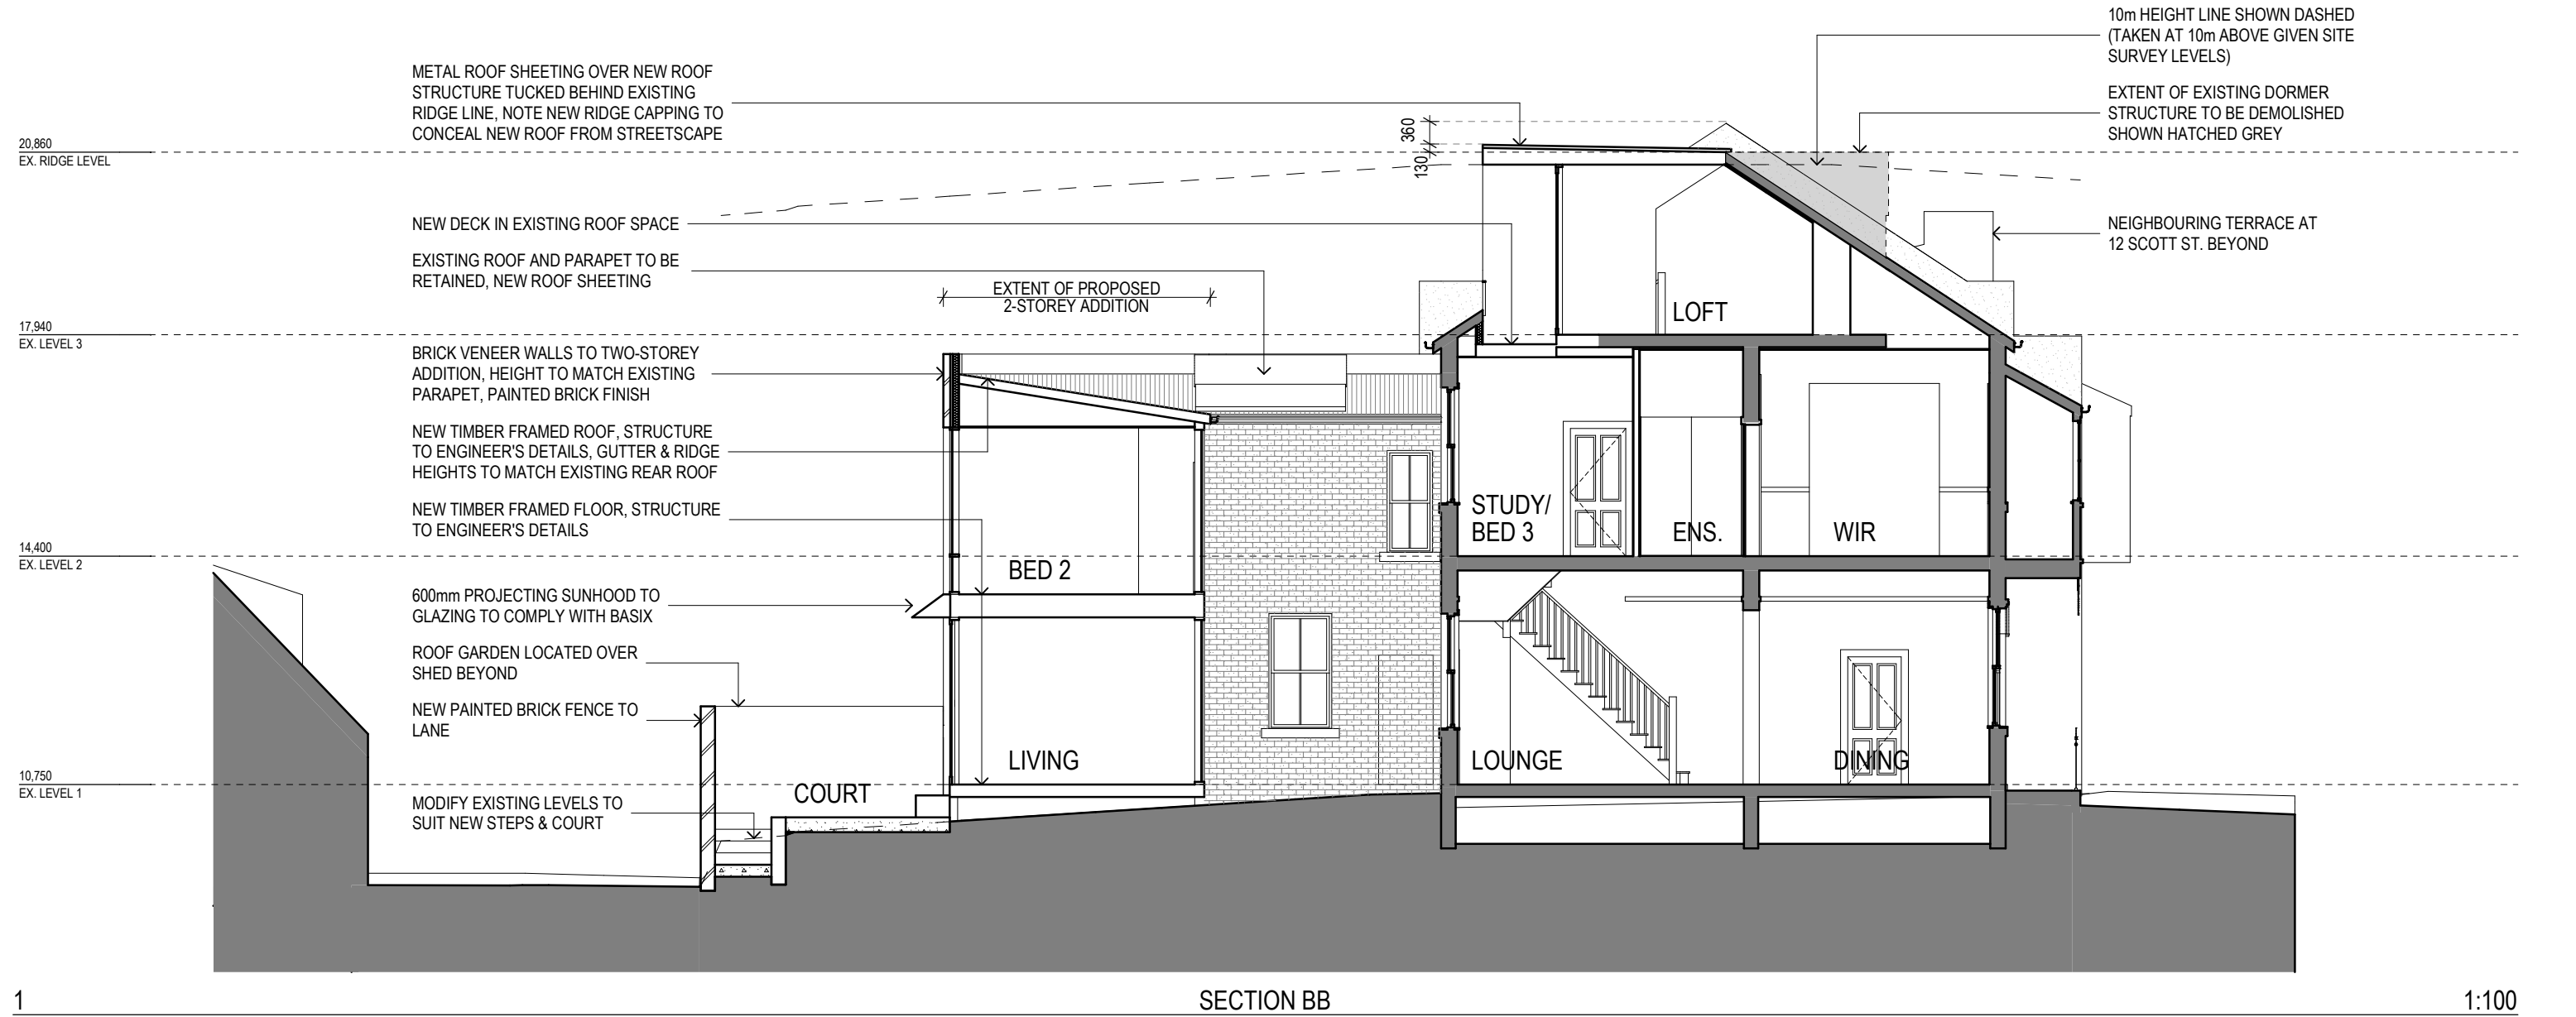 10m HEIGHT LINE SHOWN DASHED
(TAKEN AT 10m ABOVE GIVEN SITE
SURVEY LEVELS)
METAL ROOF SHEETING OVER NEW ROOF
STRUCTURE TUCKED BEHIND EXISTING
RIDGE LINE, NOTE NEW RIDGE CAPPING TO
CONCEAL NEW ROOF FROM STREETSCAPE
EXTENT OF EXISTING DORMER
STRUCTURE TO BE DEMOLISHED
SHOWN HATCHED GREY
360
130
20,860
EX. RIDGE LEVEL
NEW DECK IN EXISTING ROOF SPACE
NEIGHBOURING TERRACE AT
12 SCOTT ST. BEYOND
EXISTING ROOF AND PARAPET TO BE
RETAINED, NEW ROOF SHEETING
EXTENT OF PROPOSED
2-STOREY ADDITION
LOFT
17,940
EX. LEVEL 3
BRICK VENEER WALLS TO TWO-STOREY
ADDITION, HEIGHT TO MATCH EXISTING
PARAPET, PAINTED BRICK FINISH
NEW TIMBER FRAMED ROOF, STRUCTURE
TO ENGINEER'S DETAILS, GUTTER & RIDGE
HEIGHTS TO MATCH EXISTING REAR ROOF
NEW TIMBER FRAMED FLOOR, STRUCTURE
TO ENGINEER'S DETAILS
STUDY/
BED 3
ENS.
WIR
14,400
EX. LEVEL 2
BED 2
600mm PROJECTING SUNHOOD TO
GLAZING TO COMPLY WITH BASIX
ROOF GARDEN LOCATED OVER
SHED BEYOND
NEW PAINTED BRICK FENCE TO
LANE
LIVING
LOUNGE
DINING
10,750
EX. LEVEL 1
COURT
MODIFY EXISTING LEVELS TO
SUIT NEW STEPS & COURT
1
SECTION BB
1:100